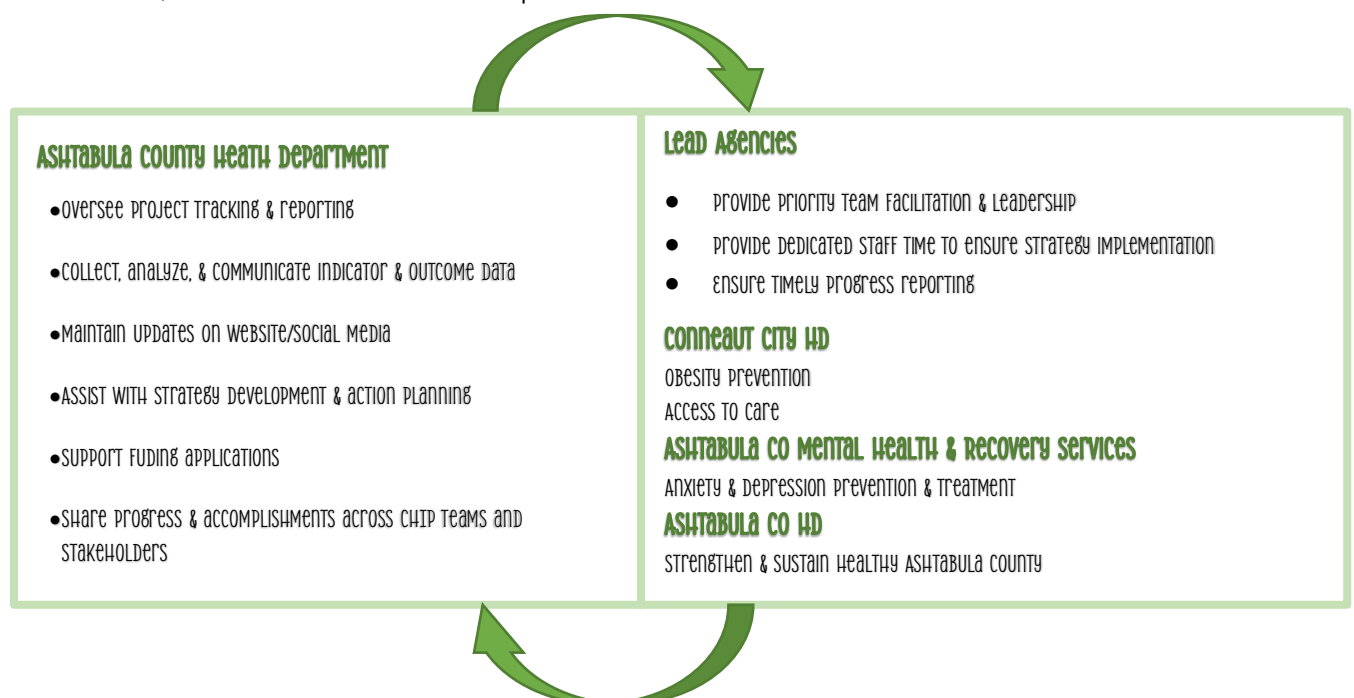 Ashtabula County Heath Department
•Oversee project tracking & reporting
•Collect, analyze, & communicate indicator & outcome data
•Maintain updates on website/social media
•Assist with strategy development & action planning
•Support fuding applications
•Share progress & accomplishments across CHIP teams and
stakeholders
Lead Agencies
● Provide priority team facilitation & leadership
● Provide dedicated staff time to ensure strategy implementation
● Ensure timely progress reporting
Conneaut City HD
Obesity Prevention
Access to Care
Ashtabula Co Mental Health & Recovery Services
Anxiety & Depression Prevention & Treatment
Ashtabula Co HD
Strengthen & Sustain Healthy Ashtabula County